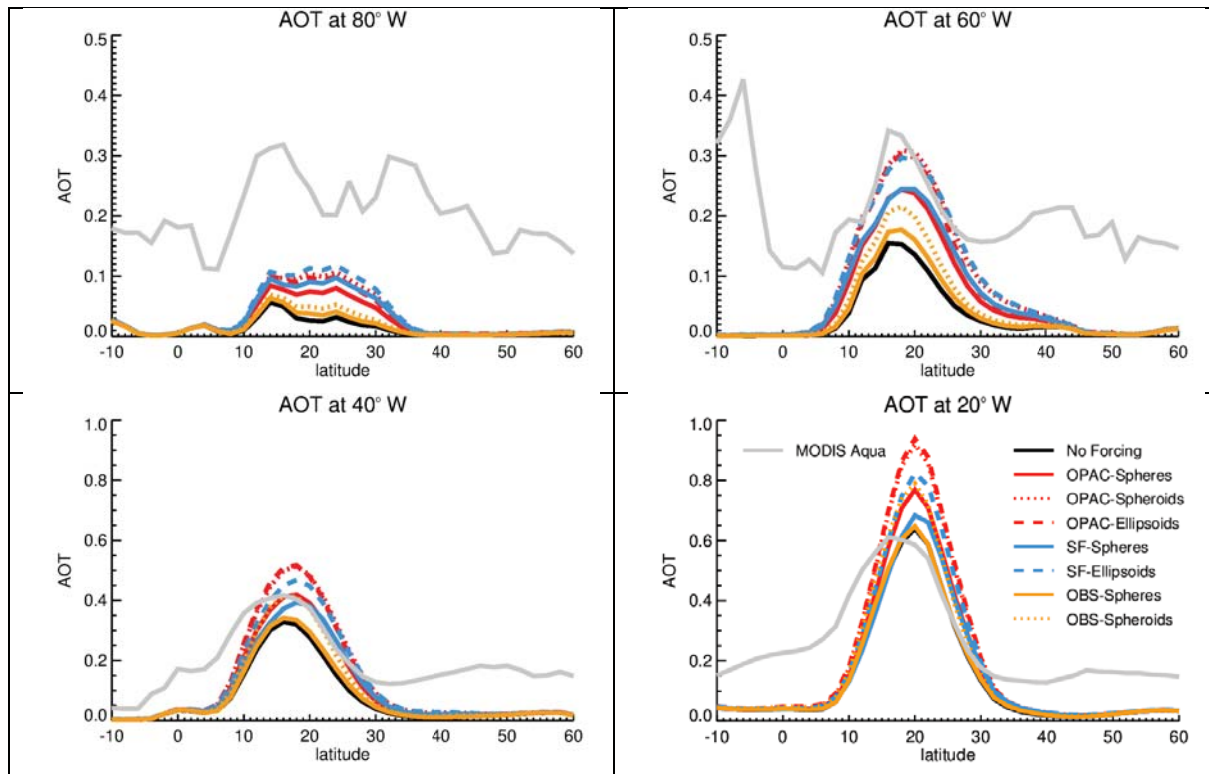 AOT at 80° W
0.5
0.4
0.3
0.2
0.1
0.0
AOT
-10 0 10 20 30 40 50 60
latitude
AOT at 60° W
0.5
0.4
0.3
0.2
0.1
0.0
AOT
-10 0 10 20 30 40 50 60
latitude
AOT at 40° W
1.0
0.8
0.6
0.4
0.2
0.0
AOT
-10 0 10 20 30 40 50 60
latitude
AOT at 20° W
1.0
0.8
0.6
0.4
0.2
0.0
AOT
-10 0 10 20 30 40 50 60
latitude
MODIS Aqua
No Forcing
OPAC-Spheres
OPAC-Spheroids
OPAC-Ellipsoids
SF-Spheres
SF-Ellipsoids
OBS-Spheres
OBS-Spheroids